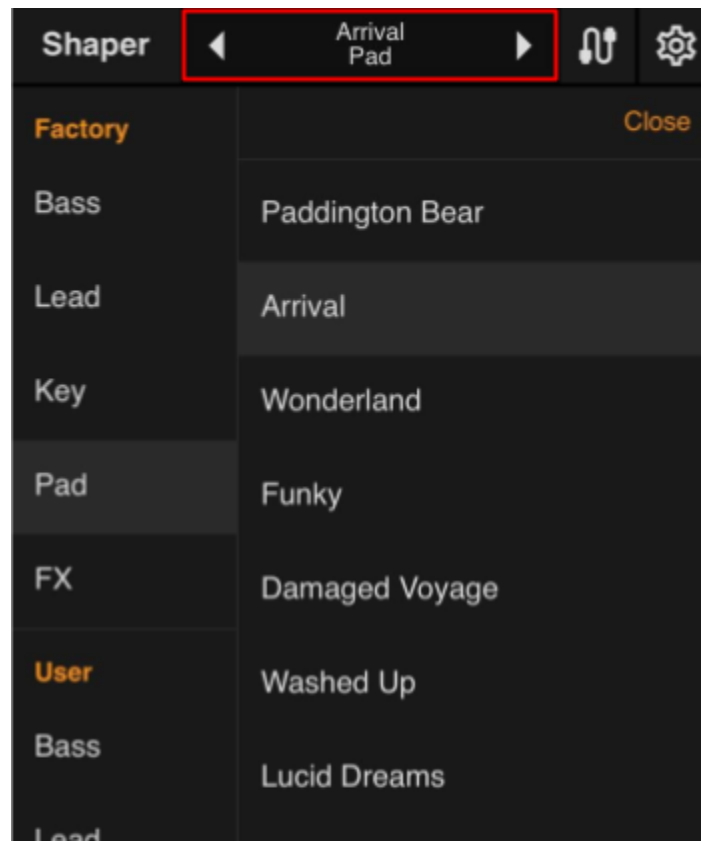 Shaper
Arrival
Pad
Factory
Bass
Lead
Key
Pad
FX
User
Bass
Lead
Close
Paddington Bear
Arrival
Wonderland
Funky
Damaged Voyage
Washed Up
Lucid Dreams